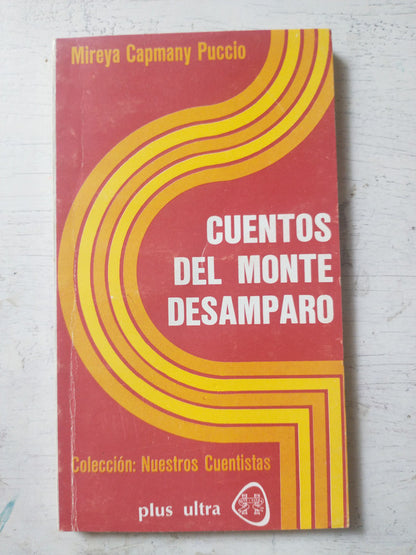 Mireya Capmany Puccio
CUENTOS
DEL MONTE
DESAMPARO
Colección: Nuestros Cuentistas
plus ultra